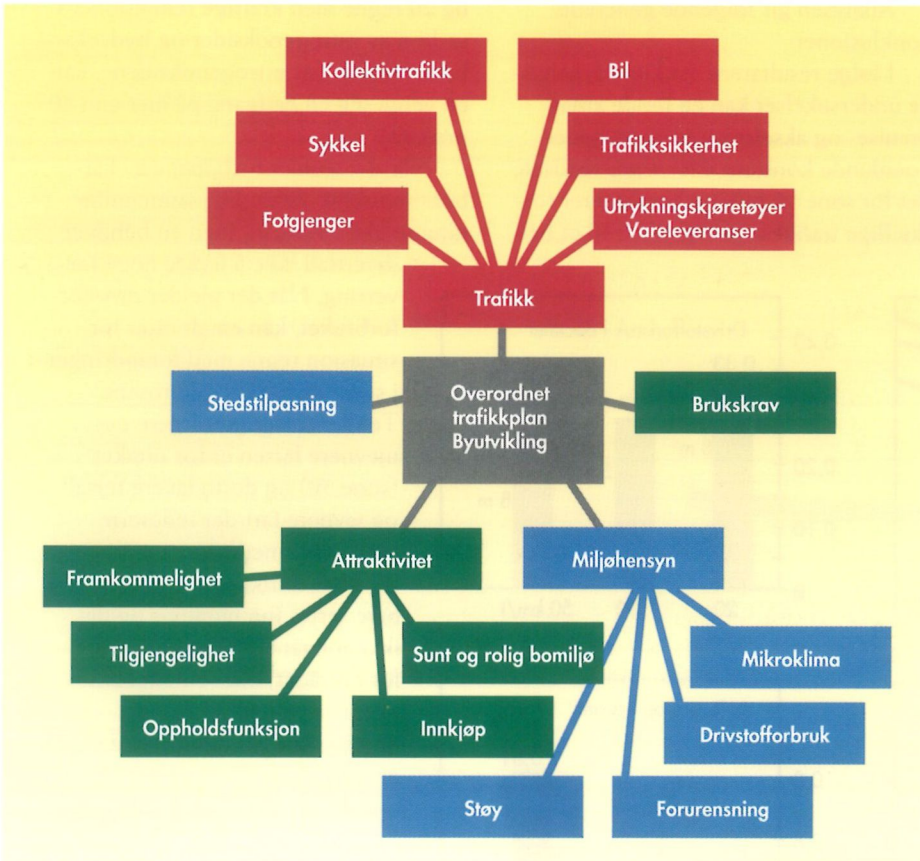 Kollektivtrafikk
Bil
Sykkel
Trafikksikkerhet
Fotgjenger
Utrykningskjøretøyer
Vareleveranser
Trafikk
Stedstilpasning
Overordnet
trafikkplan
Byutvikling
Brukskrav
Attraktivitet
Miljøhensyn
Framkommelighet
Tilgjengelighet
Sunt og rolig bomiljø
Mikroklima
Oppholdsfunksjon
Innkjøp
Drivstofforbruk
Støy
Forurensning